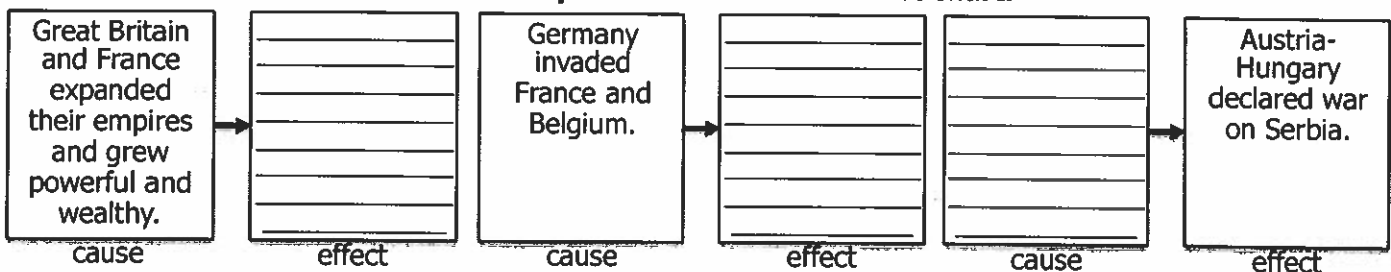 Great Britain
and France
expanded
their empires
and grew
powerful and
wealthy.
cause
effect
Germany
invaded
France and
Belgium.
cause
effect
cause
Austria-
Hungary
declared war
on Serbia.
effect